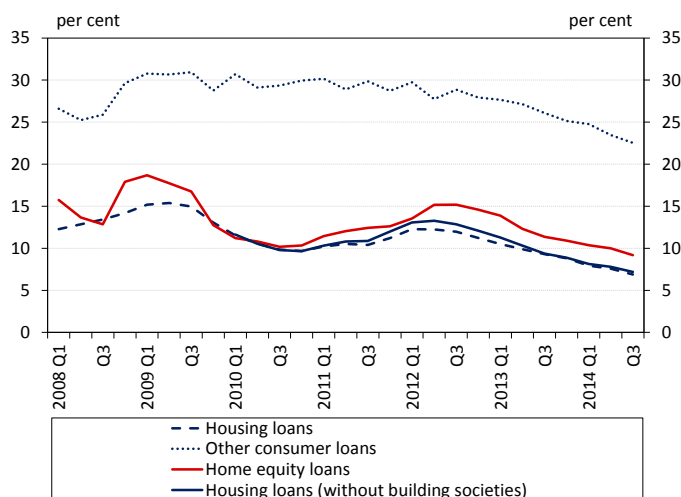 per cent per cent
35 35
30 30
25 25
20 20
15 15
10 10
5 5
0 0
2008 Q1 Q3 2009 Q1 Q3 2010 Q1 Q3 2011 Q1 Q3 2012 Q1 Q3 2013 Q1 Q3 2014 Q1 Q3
Housing loans
Other consumer loans
Home equity loans
Housing loans (without building societies)